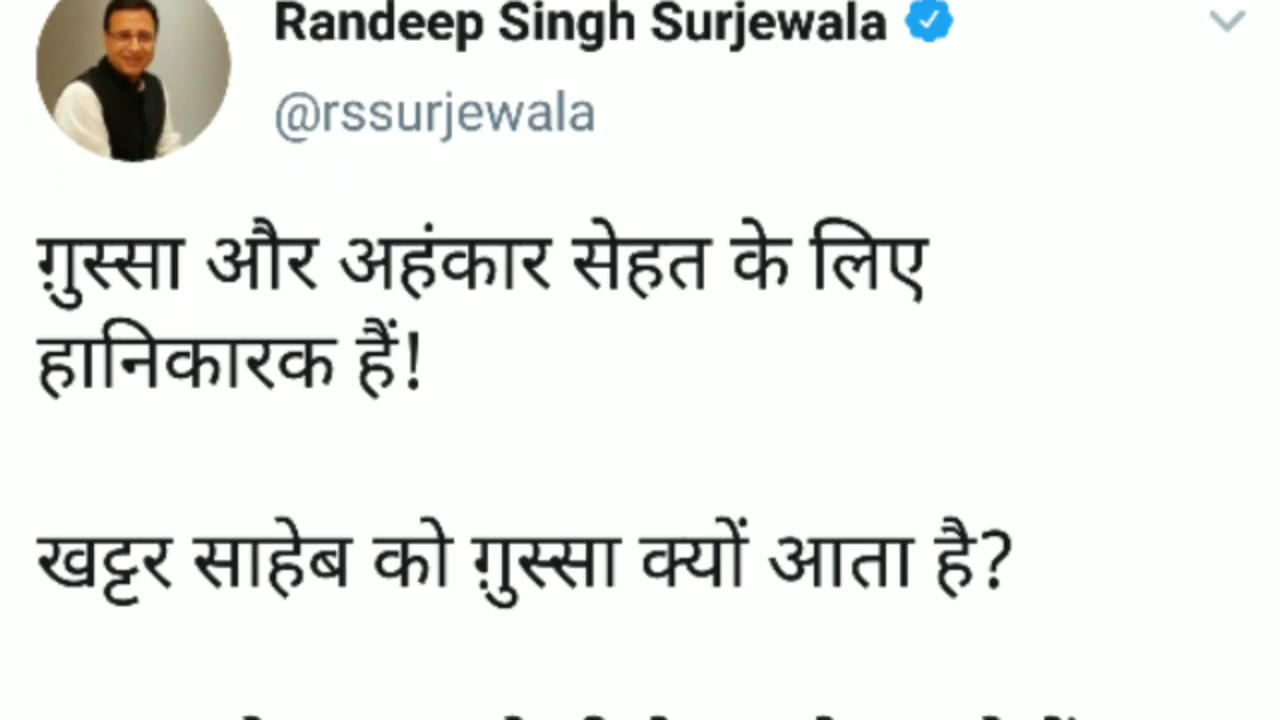 Randeep Singh Surjewala
@rssurjewala
ग़ुस्सा और अहंकार सेहत के लिए
हानिकारक हैं!
खट्टर साहेब को ग़ुस्सा क्यों आता है?